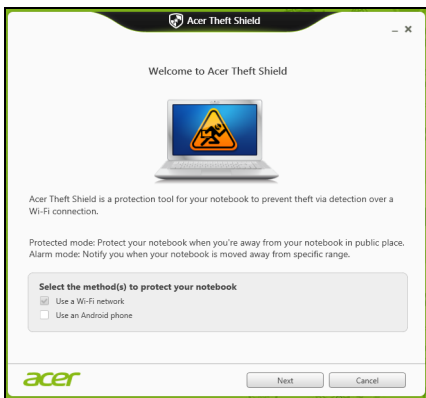 Acer Theft Shield
Welcome to Acer Theft Shield
Acer Theft Shield is a protection tool for your notebook to prevent theft via detection over a
Wi-Fi connection.
Protected mode: Protect your notebook when you're away from your notebook in public place.
Alarm mode: Notify you when your notebook is moved away from specific range.
Select the method(s) to protect your notebook
Use a Wi-Fi network
Use an Android phone
acer
Next
Cancel